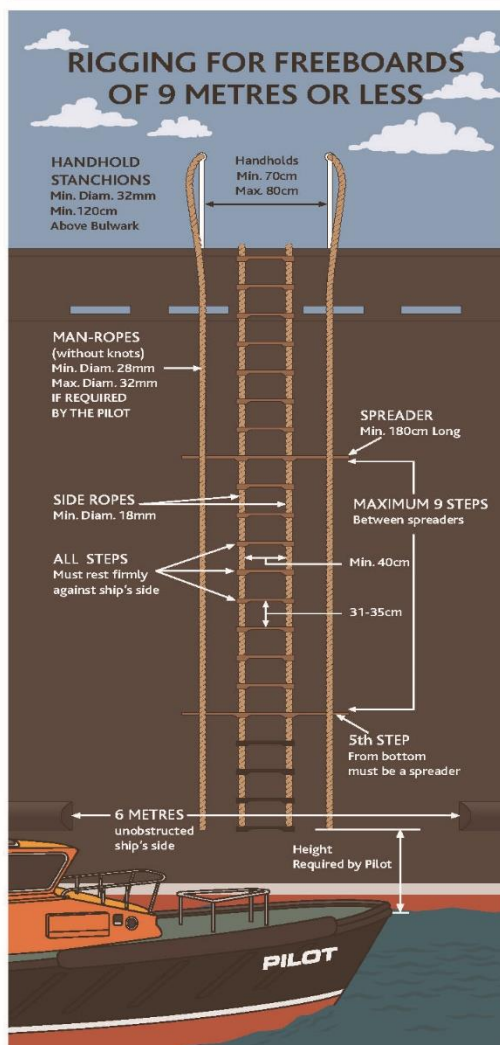 RIGGING FOR FREEBOARDS
OF 9 METRES OR LESS
HANDHOLD
STANCHIONS
Min. Diam. 32mm
Min.120cm
Above Bulwark
Handholds
Min. 70cm
Max. 80cm
MAN-ROPES
(without knots)
Min. Diam. 28mm
Max. Diam. 32mm
IF REQUIRED
BY THE PILOT
SPREADER
Min. 180cm Long
SIDE ROPES
Min. Diam. 18mm
MAXIMUM 9 STEPS
Between spreaders
ALL STEPS
Must rest firmly
against ship's side
Min. 40cm
31-35cm
5th STEP
From bottom
must be a spreader
6 METRES
unobstructed
ship's side
Height
Required by Pilot
PILOT